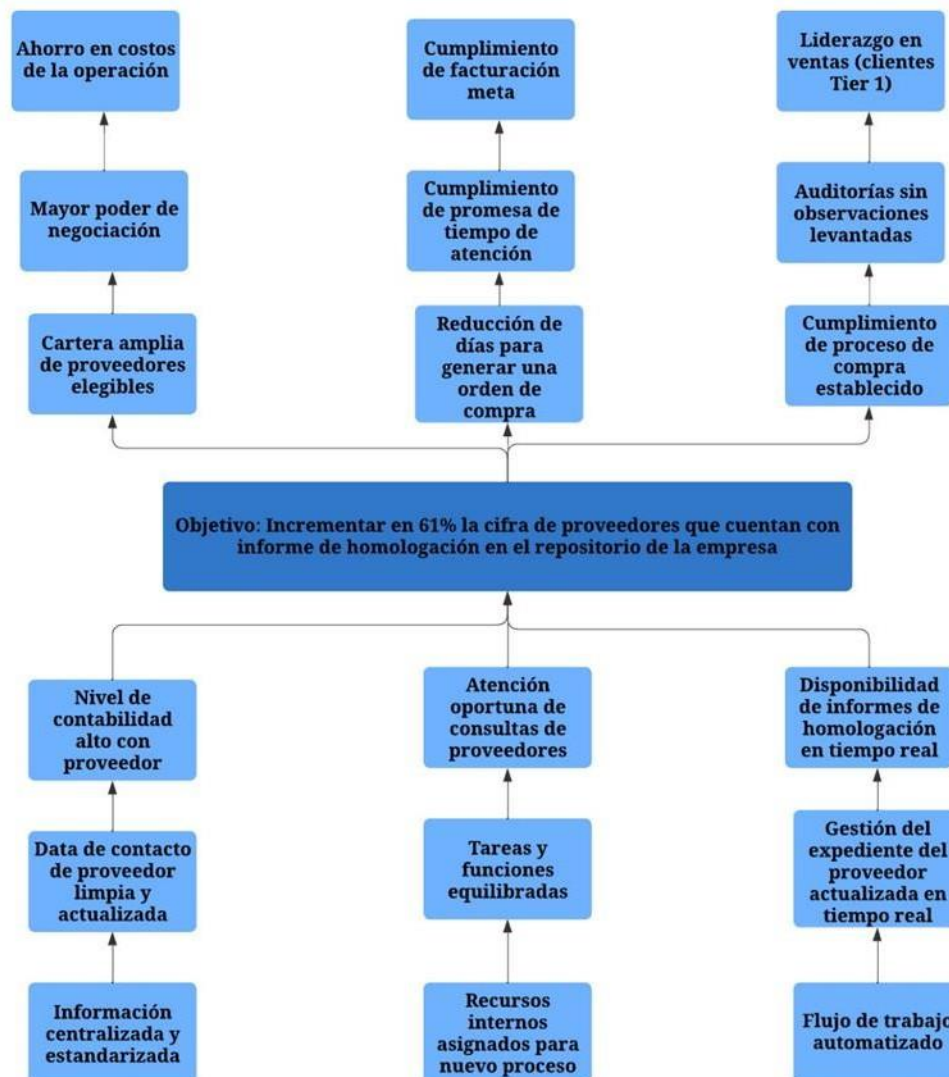 Ahorro en costos
de la operación
Cumplimiento
de facturación
meta
Liderazgo en
ventas (clientes
Tier 1)
Mayor poder de
negociación
Cumplimiento
de promesa de
tiempo de
atención
Auditorías sin
observaciones
levantadas
Cartera amplia
de proveedores
elegibles
Reducción de
días para
generar una
orden de
compra
Cumplimiento
de proceso de
compra
establecido
Objetivo: Incrementar en 61% la cifra de proveedores que cuentan con
informe de homologación en el repositorio de la empresa
Nivel de
contabilidad
alto con
proveedor
Atención
oportuna de
consultas de
proveedores
Disponibilidad
de informes de
homologación
en tiempo real
Data de contacto
de proveedor
limpia y
actualizada
Tareas y
funciones
equilibradas
Gestión del
expediente del
proveedor
actualizada en
tiempo real
Información
centralizada y
estandarizada
Recursos
internos
asignados para
nuevo proceso
Flujo de trabajo
automatizado